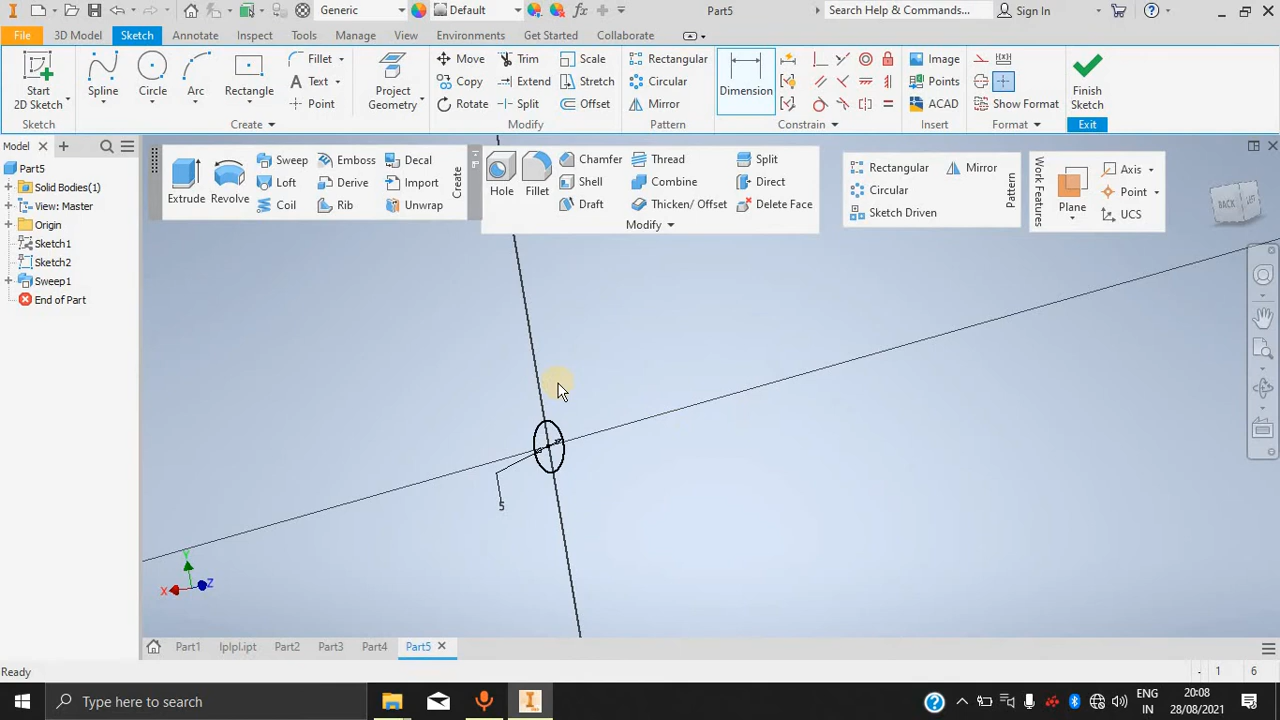 Generic
Default
fx
Part5
Search Help & Commands...
Sign In
File
3D Model
Sketch
Annotate
Inspect
Tools
Manage
View
Environments
Get Started
Collaborate
Start
2D Sketch
Spline
Circle
Arc
Rectangle
Fillet
Text
Point
Project
Geometry
Move
Copy
Rotate
Trim
Extend
Split
Scale
Stretch
Offset
Rectangular
Circular
Mirror
Dimension
Image
Points
ACAD
Show Format
Finish
Sketch
Sketch
Create
Modify
Pattern
Constrain
Insert
Format
Exit
Model
Part5
Solid Bodies(1)
View: Master
Origin
Sketch1
Sketch2
Sweep1
End of Part
Extrude
Revolve
Sweep
Loft
Coil
Emboss
Derive
Rib
Decal
Import
Unwrap
Create
Hole
Fillet
Chamfer
Shell
Draft
Thread
Combine
Thicken/ Offset
Split
Direct
Delete Face
Modify
Rectangular
Mirror
Circular
Sketch Driven
Pattern
Work Features
Plane
Axis
Point
UCS
BACK
LEFT
5
Y
X
Z
Part1
lplpl.ipt
Part2
Part3
Part4
Part5
Ready
1
6
Type here to search
ENG
IN
20:08
28/08/2021